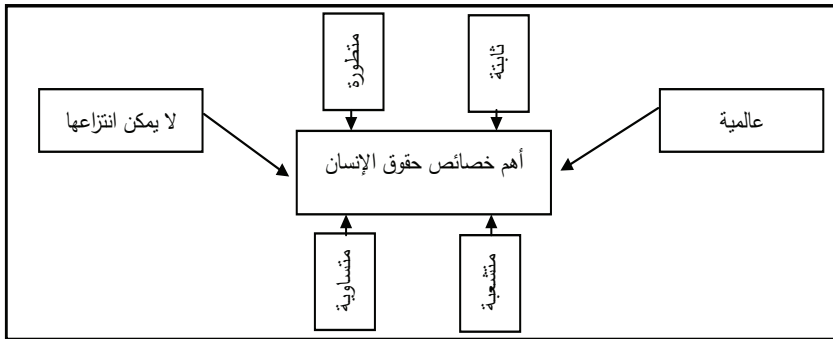 ثابتة
متطورة
عالمية
لا يمكن انتزاعها
أهم خصائص حقوق الإنسان
متشعبة
متساوية